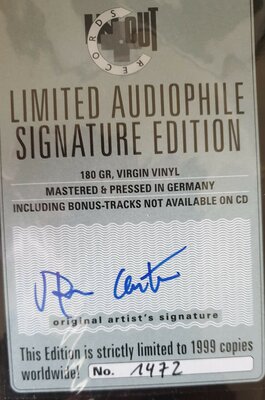 OUT
RECORDS
LIMITED AUDIOPHILE
SIGNATURE EDITION
180 GR, VIRGIN VINYL
MASTERED & PRESSED IN GERMANY
INCLUDING BONUS-TRACKS NOT AVAILABLE ON CD
original artist's signature
This Edition is strictly limited to 1999 copies
worldwide! No. 1472